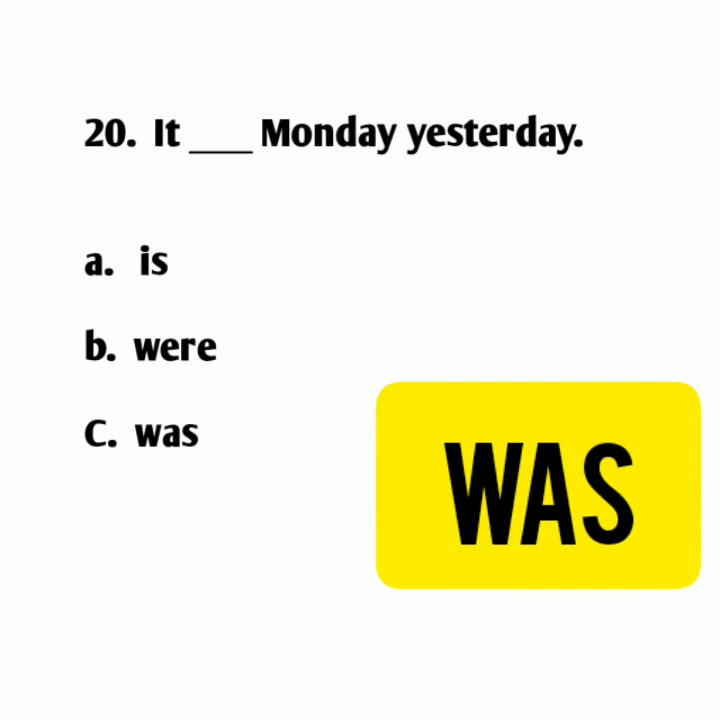 20. It ___ Monday yesterday.
a. is
b. were
C. was
WAS